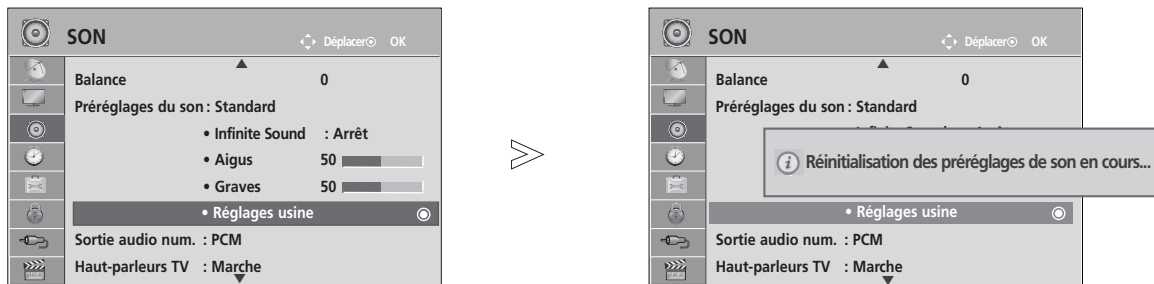 SON
Déplacer OK
Balance 0
Préréglages du son : Standard
• Infinite Sound : Arrêt
• Aigus 50
• Graves 50
• Réglages usine
Sortie audio num. : PCM
Haut-parleurs TV : Marche
SON
Déplacer OK
Balance 0
Préréglages du son : Standard
Réinitialisation des préréglages de son en cours...
• Réglages usine
Sortie audio num. : PCM
Haut-parleurs TV : Marche